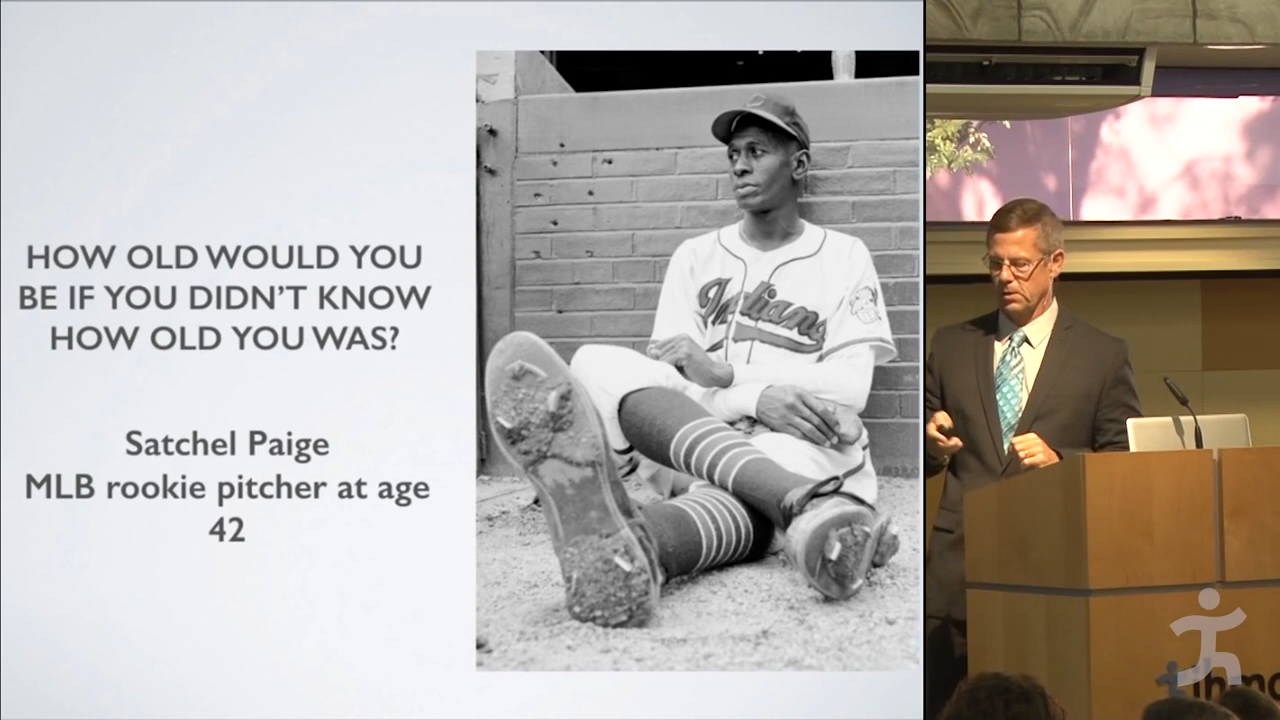 HOW OLD WOULD YOU
BE IF YOU DIDN'T KNOW
HOW OLD YOU WAS?
Satchel Paige
MLB rookie pitcher at age
42
Indians
ihmc